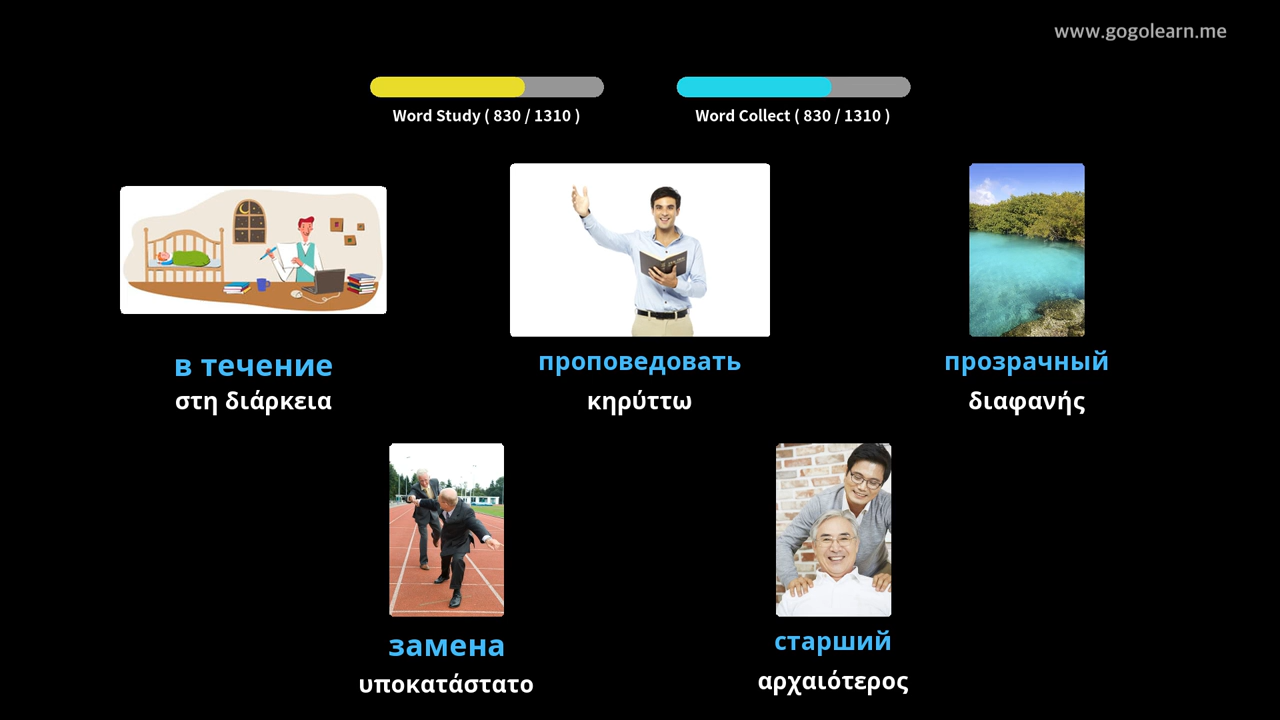 www.gogolearn.me
Word Study ( 830 / 1310 )
Word Collect ( 830 / 1310 )
в течение
στη διάρκεια
проповедовать
κηρύττω
прозрачный
διαφανής
замена
υποκατάστατο
старший
αρχαιότερος